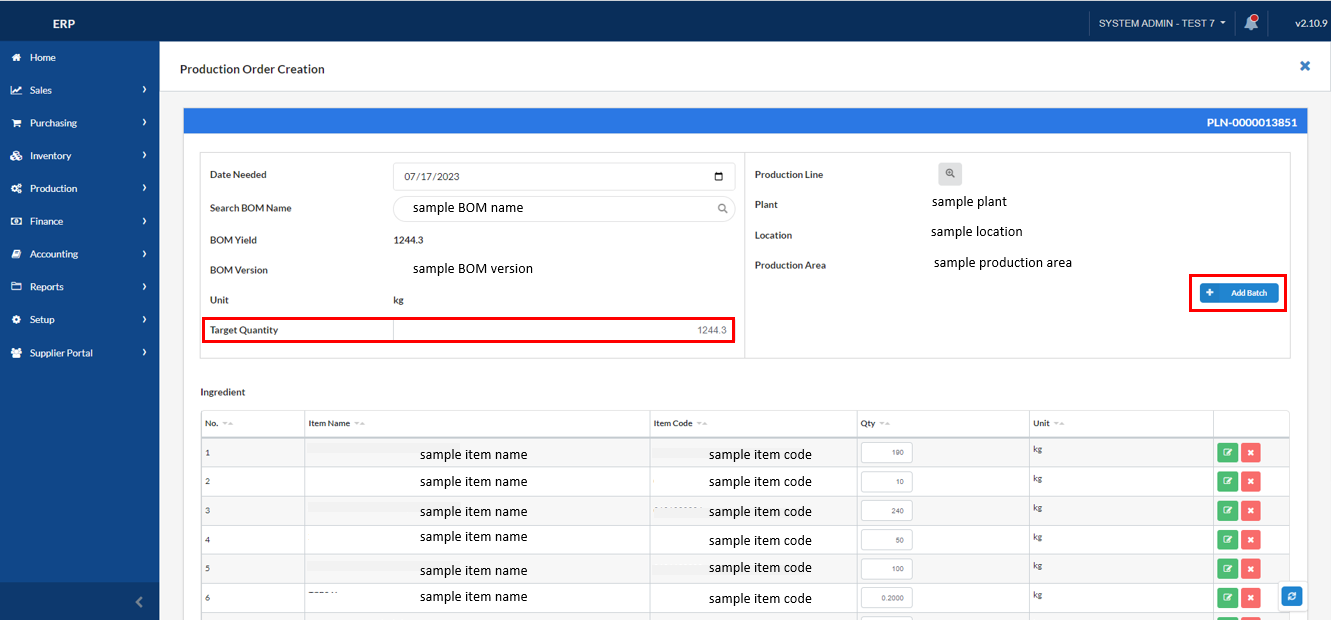 ERP
SYSTEM ADMIN - TEST 7
v2.10.9
Home
Sales
Purchasing
Inventory
Production
Finance
Accounting
Reports
Setup
Supplier Portal
Production Order Creation
PLN-0000013851
Date Needed 07/17/2023
Search BOM Name sample BOM name
BOM Yield 1244.3
BOM Version sample BOM version
Unit kg
Target Quantity 1244.3
Production Line
Plant sample plant
Location sample location
Production Area sample production area
Add Batch
Ingredient
No. Item Name Item Code Qty Unit
1 sample item name sample item code 190 kg
2 sample item name sample item code 10 kg
3 sample item name sample item code 240 kg
4 sample item name sample item code 50 kg
5 sample item name sample item code 100 kg
6 sample item name sample item code 0.2000 kg